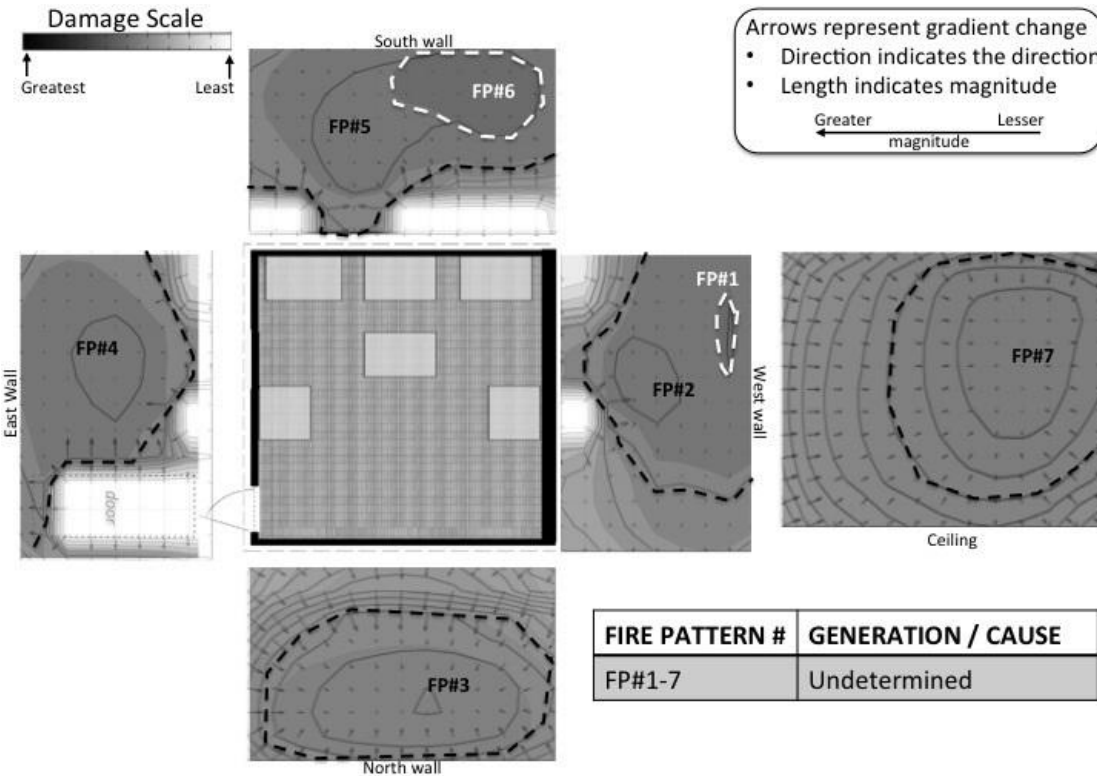 Damage Scale
Greatest
Least
Arrows represent gradient change
• Direction indicates the direction
• Length indicates magnitude
Greater
Lesser
magnitude
South wall
FP#6
FP#5
East Wall
FP#4
door
FP#1
FP#2
West wall
FP#7
Ceiling
FP#3
North wall
FIRE PATTERN # GENERATION / CAUSE
FP#1-7 Undetermined